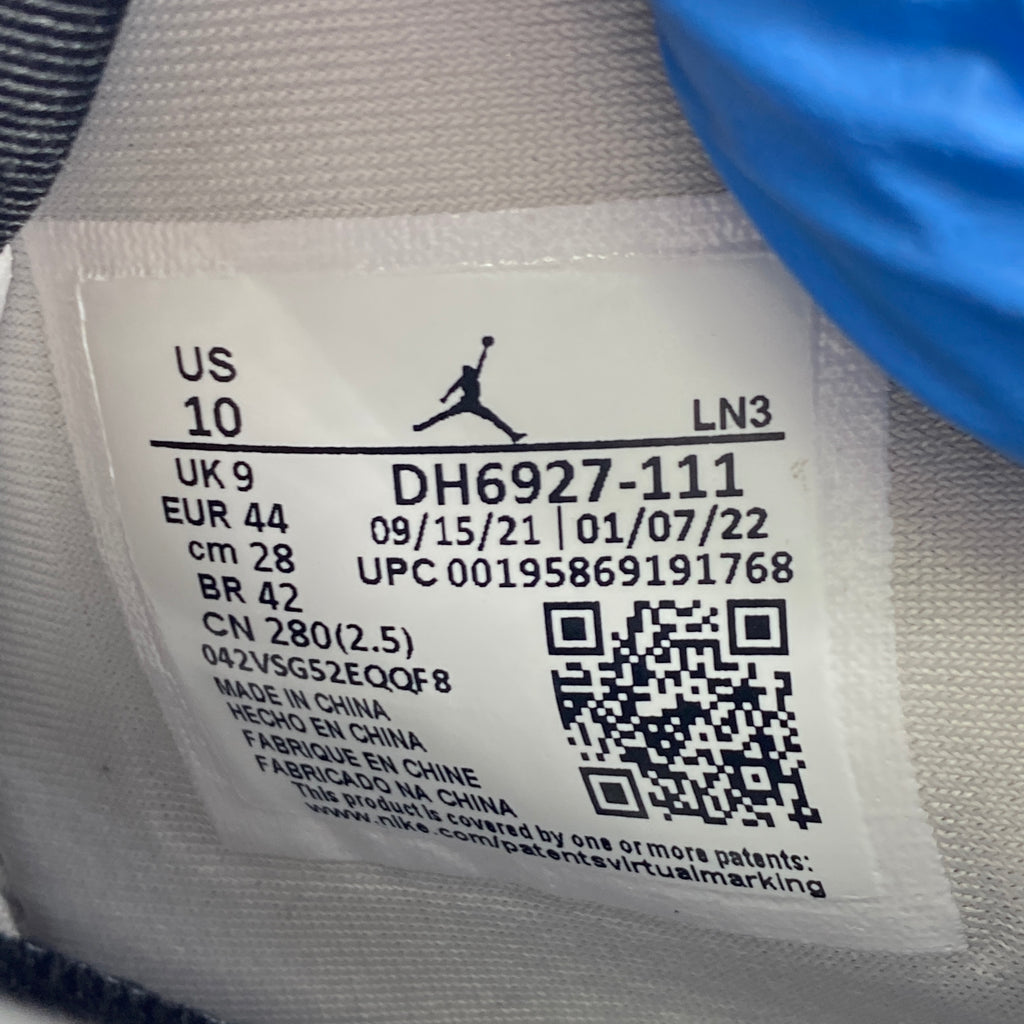 US
10
LN3
UK 9
EUR 44
cm 28
BR 42
CN 280(2.5)
042VSG52EQQF8
DH6927-111
09/15/21 | 01/07/22
UPC 00195869191768
MADE IN CHINA
HECHO EN CHINA
FABRIQUE EN CHINE
FABRICADO NA CHINA
This product is covered by one or more patents:
www.nike.com/patentsvirtualmarking